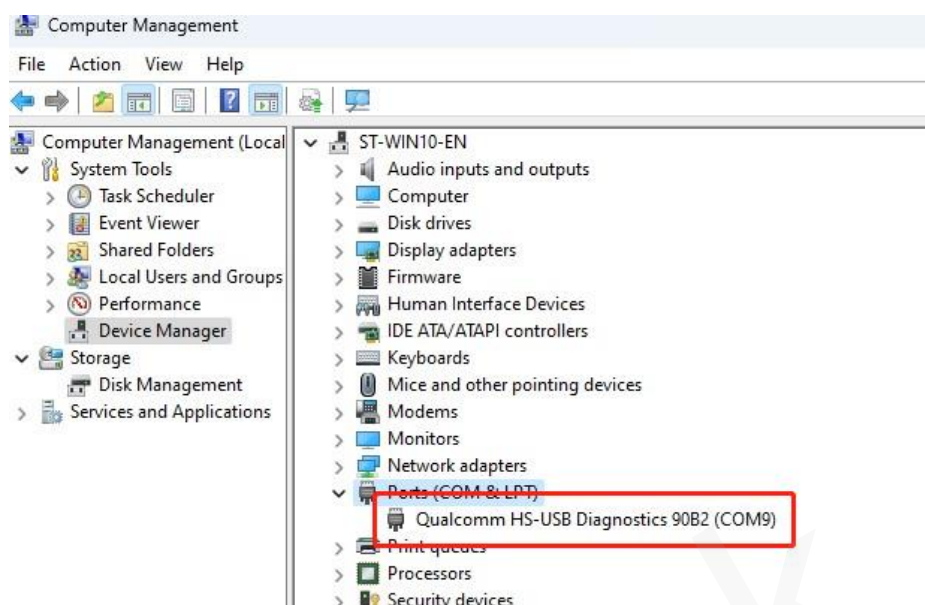 Computer Management
File Action View Help
Computer Management (Local
System Tools
Task Scheduler
Event Viewer
Shared Folders
Local Users and Groups
Performance
Device Manager
Storage
Disk Management
Services and Applications
ST-WIN10-EN
Audio inputs and outputs
Computer
Disk drives
Display adapters
Firmware
Human Interface Devices
IDE ATA/ATAPI controllers
Keyboards
Mice and other pointing devices
Modems
Monitors
Network adapters
Ports (COM & LPT)
Qualcomm HS-USB Diagnostics 90B2 (COM9)
Print queues
Processors
Security devices